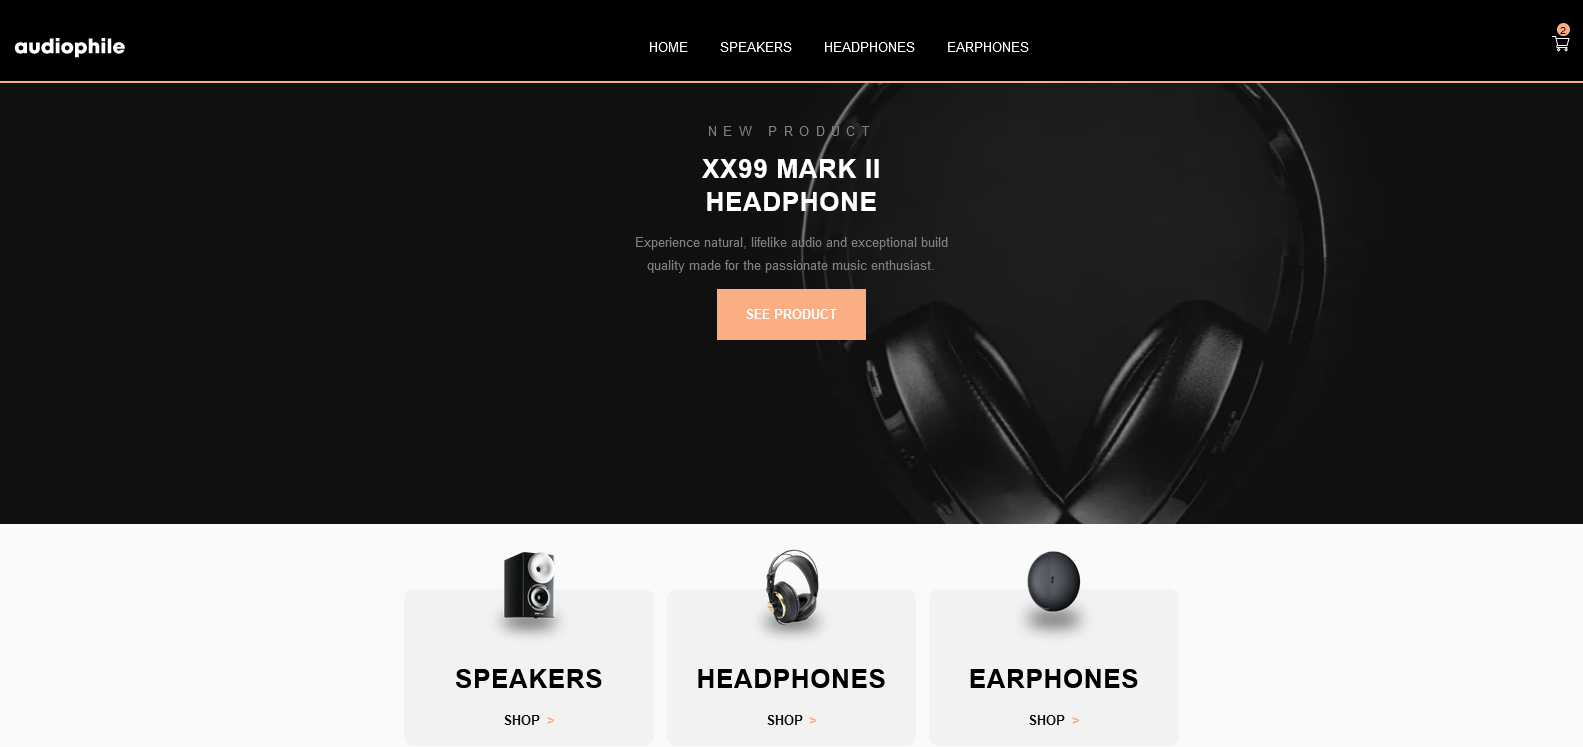 audiophile
HOME
SPEAKERS
HEADPHONES
EARPHONES
2
NEW PRODUCT
XX99 MARK II
HEADPHONE
Experience natural, lifelike audio and exceptional build
quality made for the passionate music enthusiast.
SEE PRODUCT
SPEAKERS
SHOP >
HEADPHONES
SHOP >
EARPHONES
SHOP >